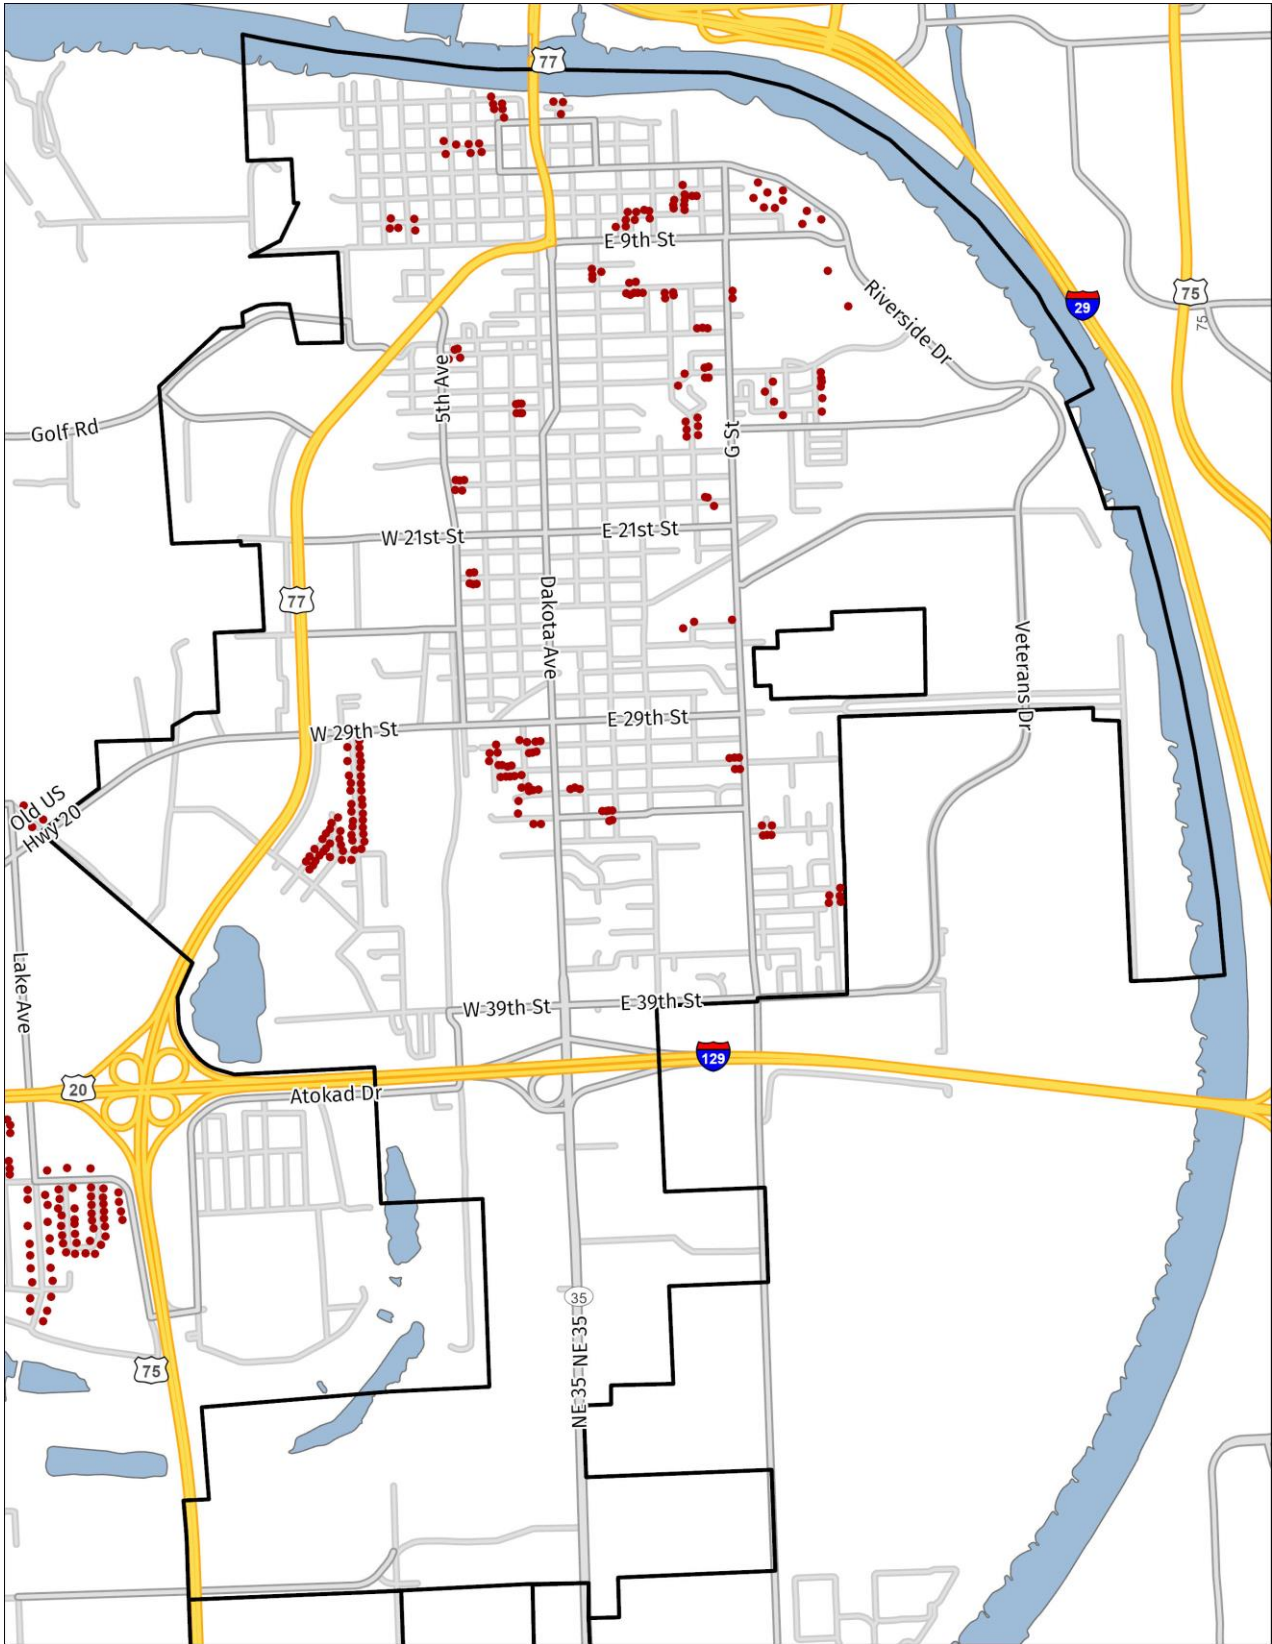 77
E 9th St
Riverside Dr
29
75
75
5th Ave
Golf Rd
G St
W 21st St
E 21st St
77
Dakota Ave
Veterans Dr
W 29th St
E 29th St
Old US
Hwy 20
Lake Ave
W 39th St
E 39th St
129
20
Atokad Dr
35
NE 35
NE 35
75